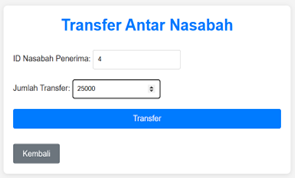 Transfer Antar Nasabah
ID Nasabah Penerima: 4
Jumlah Transfer: 25000
Transfer
Kembali